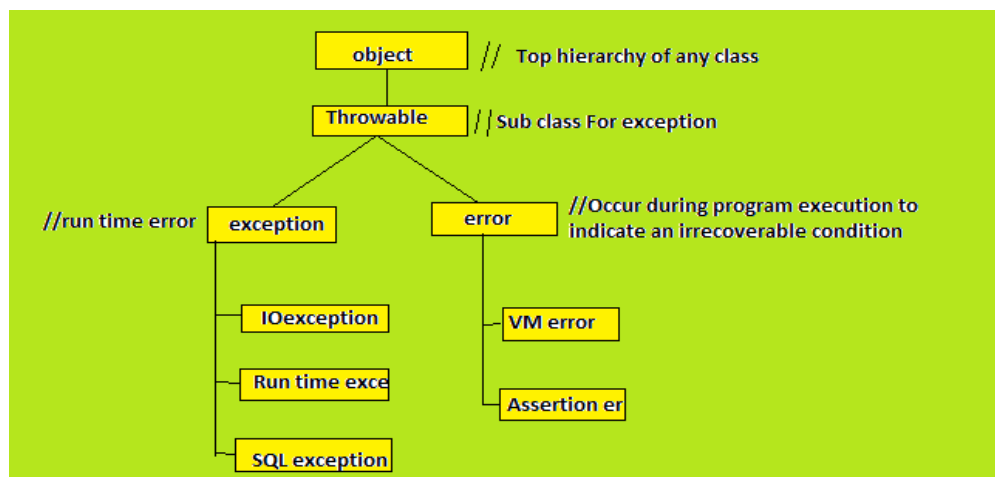 object // Top hierarchy of any class
Throwable // Sub class For exception
//run time error exception
error //Occur during program execution to
indicate an irrecoverable condition
IOexception
VM error
Run time exce
Assertion er
SQL exception